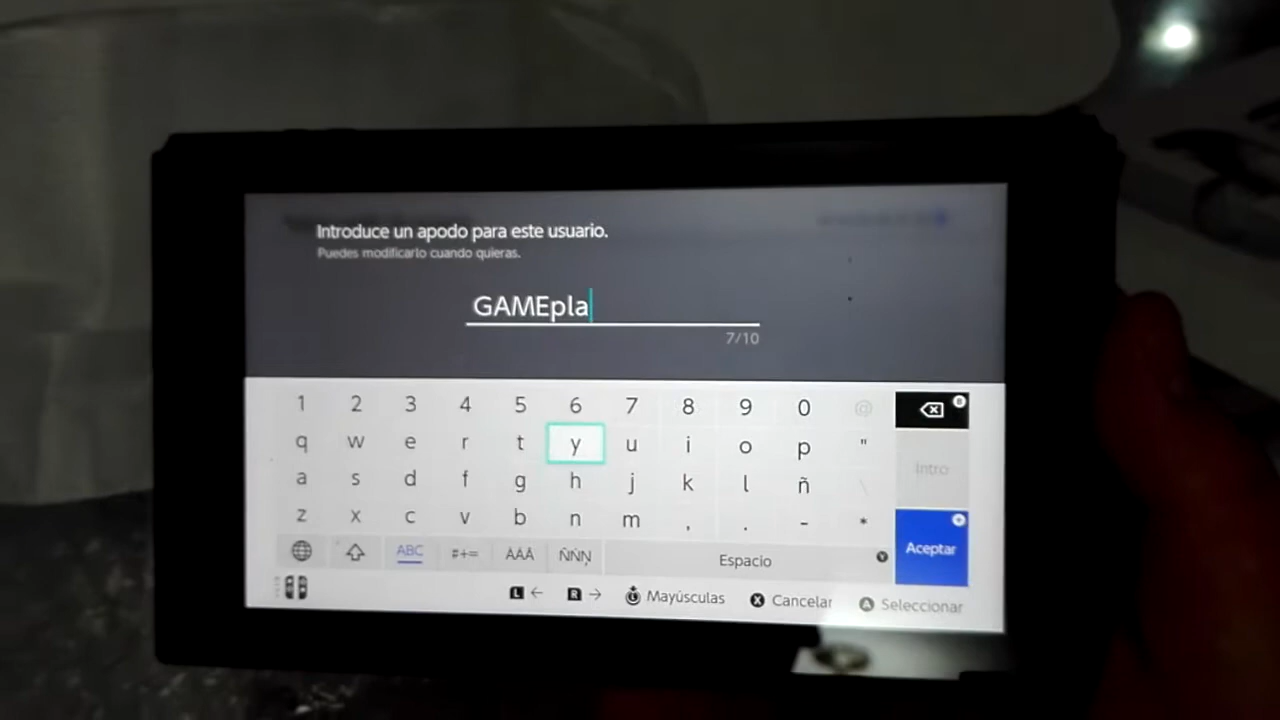 Introduce un apodo para este usuario.
Puedes modificarlo cuando quieras.
GAMEpla
7/10
1 2 3 4 5 6 7 8 9 0 @
q w e r t y u i o p "
a s d f g h j k l ñ \
z x c v b n m , . - *
Intro
Aceptar
ABC #+= ÀÁÂ ÑŃŅ Espacio Y
L ← R → L Mayúsculas X Cancelar A Seleccionar